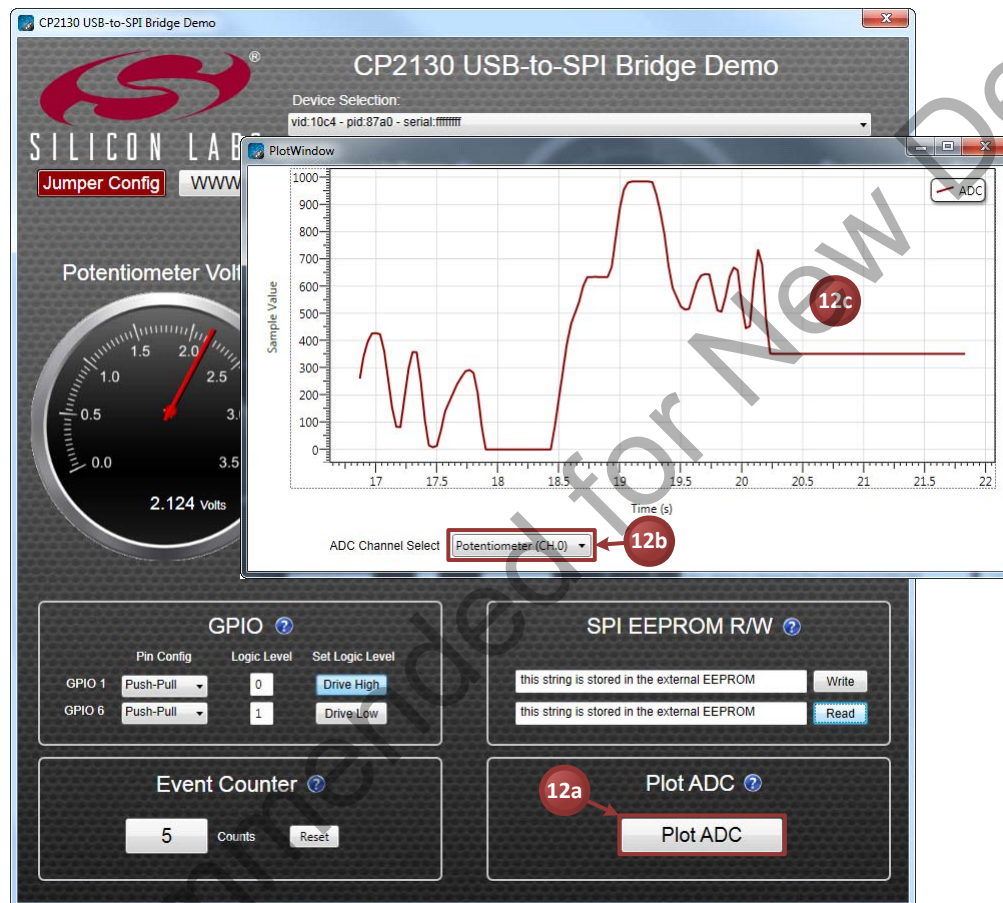 CP2130 USB-to-SPI Bridge Demo
CP2130 USB-to-SPI Bridge Demo
Device Selection:
vid:10c4 - pid:87a0 - serial:ffffffff
SILICON LABS
®
Jumper Config
WWW
PlotWindow
ADC
1000
900
800
700
600
500
400
300
200
100
0
Sample Value
17
17.5
18
18.5
19
19.5
20
20.5
21
21.5
22
Time (s)
12c
ADC Channel Select
Potentiometer (CH.0)
12b
Potentiometer Vol
0.0
0.5
1.0
1.5
2.0
2.5
3.
3.5
2.124 Volts
GPIO ?
Pin Config Logic Level Set Logic Level
GPIO 1 Push-Pull 0 Drive High
GPIO 6 Push-Pull 1 Drive Low
SPI EEPROM R/W ?
this string is stored in the external EEPROM Write
this string is stored in the external EEPROM Read
Event Counter ?
5 Counts Reset
12a
Plot ADC ?
Plot ADC
mmended for New De